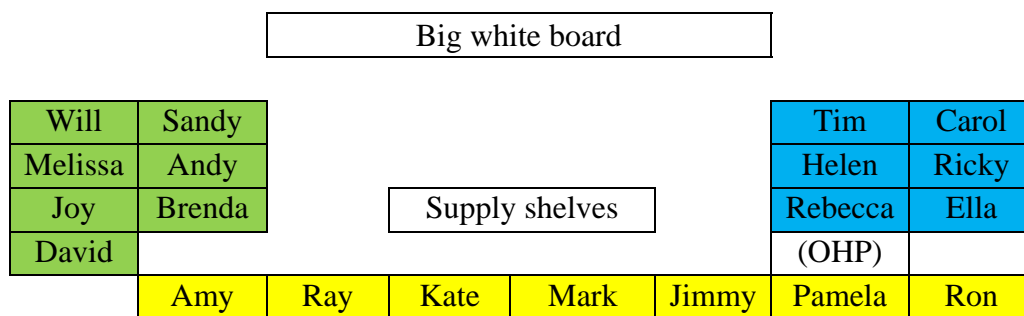 Big white board
Will Sandy Tim Carol
Melissa Andy Helen Ricky
Joy Brenda Supply shelves Rebecca Ella
David (OHP)
Amy Ray Kate Mark Jimmy Pamela Ron